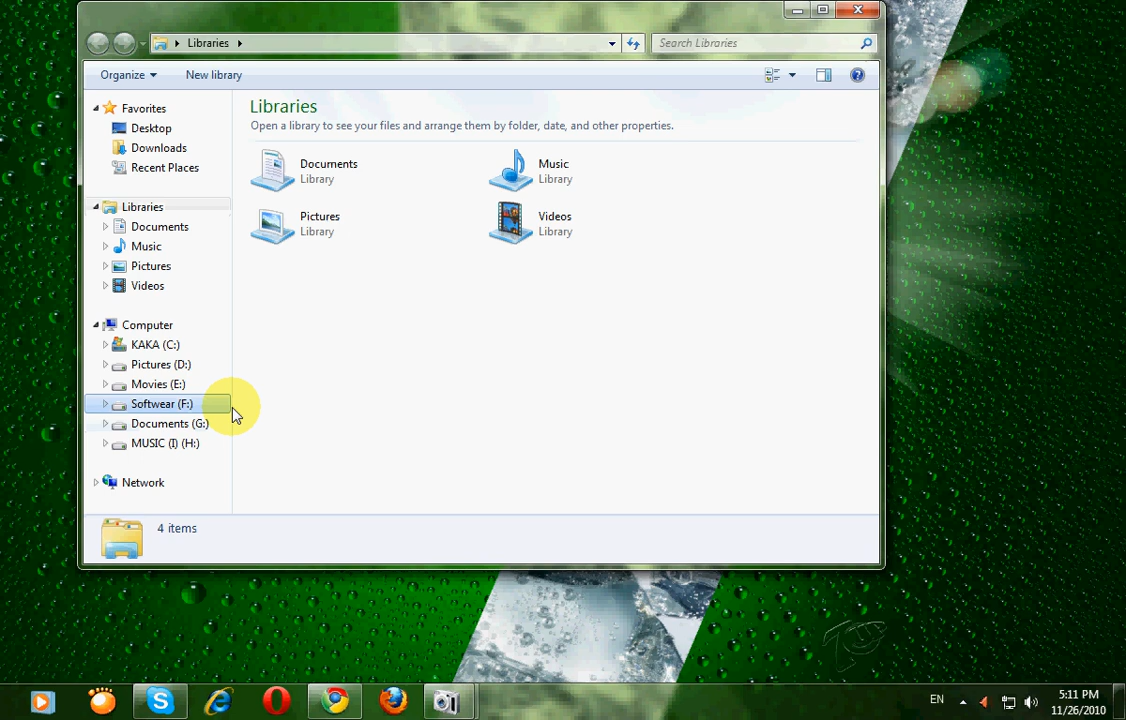 Libraries
Search Libraries
Organize
New library
Favorites
Desktop
Downloads
Recent Places
Libraries
Documents
Music
Pictures
Videos
Computer
KAKA (C:)
Pictures (D:)
Movies (E:)
Softwear (F:)
Documents (G:)
MUSIC (I) (H:)
Network
Libraries
Open a library to see your files and arrange them by folder, date, and other properties.
Documents
Library
Music
Library
Pictures
Library
Videos
Library
4 items
EN
5:11 PM
11/26/2010